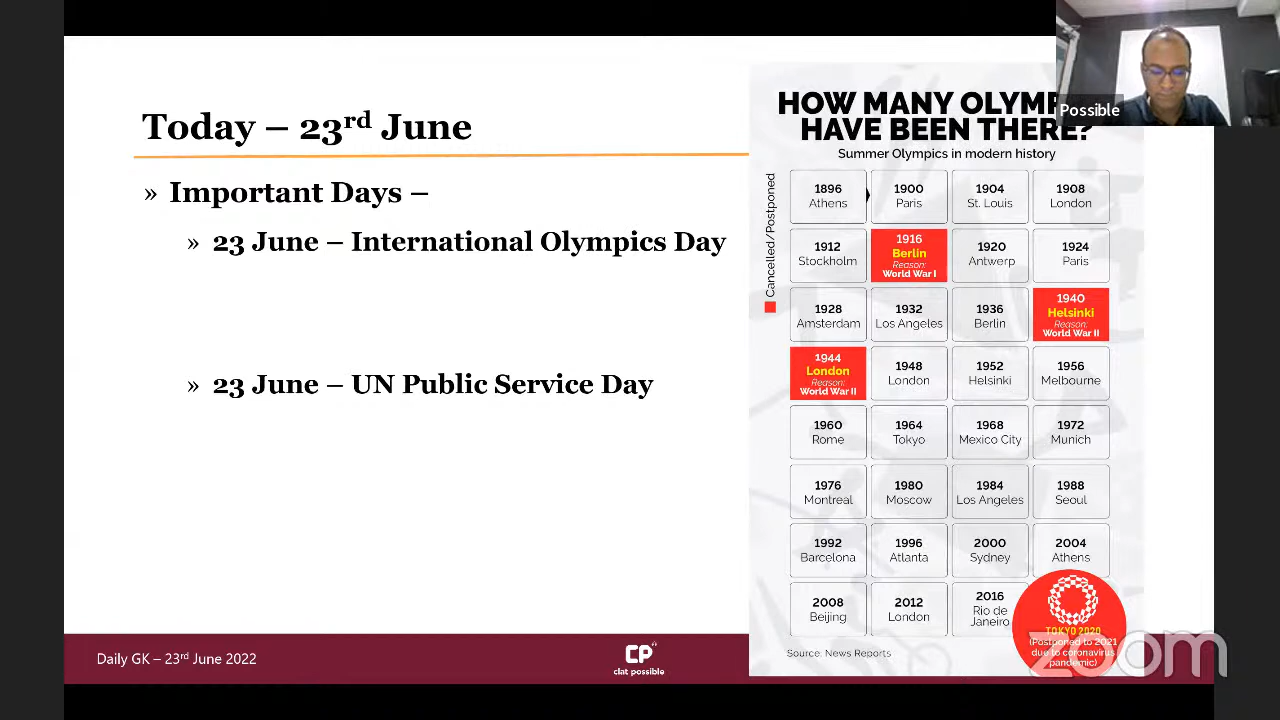 Today – 23rd June
» Important Days –
» 23 June – International Olympics Day
» 23 June – UN Public Service Day
HOW MANY OLYMP
HAVE BEEN THERE?
Summer Olympics in modern history
Cancelled/Postponed
1896
Athens
1900
Paris
1904
St. Louis
1908
London
1912
Stockholm
1916
Berlin
Reason:
World War I
1920
Antwerp
1924
Paris
1928
Amsterdam
1932
Los Angeles
1936
Berlin
1940
Helsinki
Reason:
World War II
1944
London
Reason:
World War II
1948
London
1952
Helsinki
1956
Melbourne
1960
Rome
1964
Tokyo
1968
Mexico City
1972
Munich
1976
Montreal
1980
Moscow
1984
Los Angeles
1988
Seoul
1992
Barcelona
1996
Atlanta
2000
Sydney
2004
Athens
2008
Beijing
2012
London
2016
Rio de
Janeiro
TOKYO 2020
(Postponed to 2021
due to coronavirus
pandemic)
Source: News Reports
Possible
Daily GK – 23rd June 2022
CP
clat possible
zoom